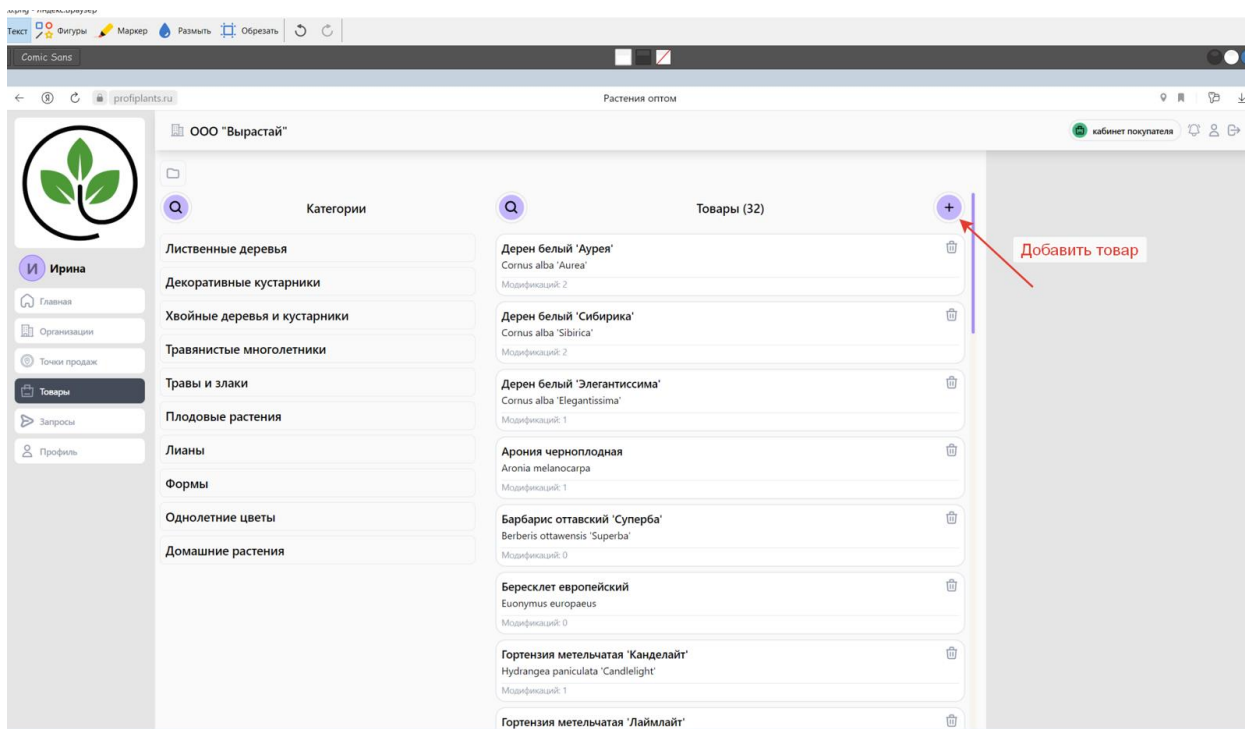 Текст Фигуры Маркер Размыть Обрезать
Comic Sans
profiplants.ru Растения оптом
ООО "Вырастай" кабинет покупателя
Категории Товары (32)
Добавить товар
И Ирина
Главная
Организации
Точки продаж
Товары
Запросы
Профиль
Лиственные деревья
Декоративные кустарники
Хвойные деревья и кустарники
Травянистые многолетники
Травы и злаки
Плодовые растения
Лианы
Формы
Однолетние цветы
Домашние растения
Дерен белый 'Аурея'
Cornus alba 'Aurea'
Модификаций: 2
Дерен белый 'Сибирика'
Cornus alba 'Sibirica'
Модификаций: 2
Дерен белый 'Элегантиссима'
Cornus alba 'Elegantissima'
Модификаций: 1
Арония черноплодная
Aronia melanocarpa
Модификаций: 1
Барбарис оттавский 'Суперба'
Berberis ottawensis 'Superba'
Модификаций: 0
Бересклет европейский
Euonymus europaeus
Модификаций: 0
Гортензия метельчатая 'Канделайт'
Hydrangea paniculata 'Candlelight'
Модификаций: 1
Гортензия метельчатая 'Лаймлайт'